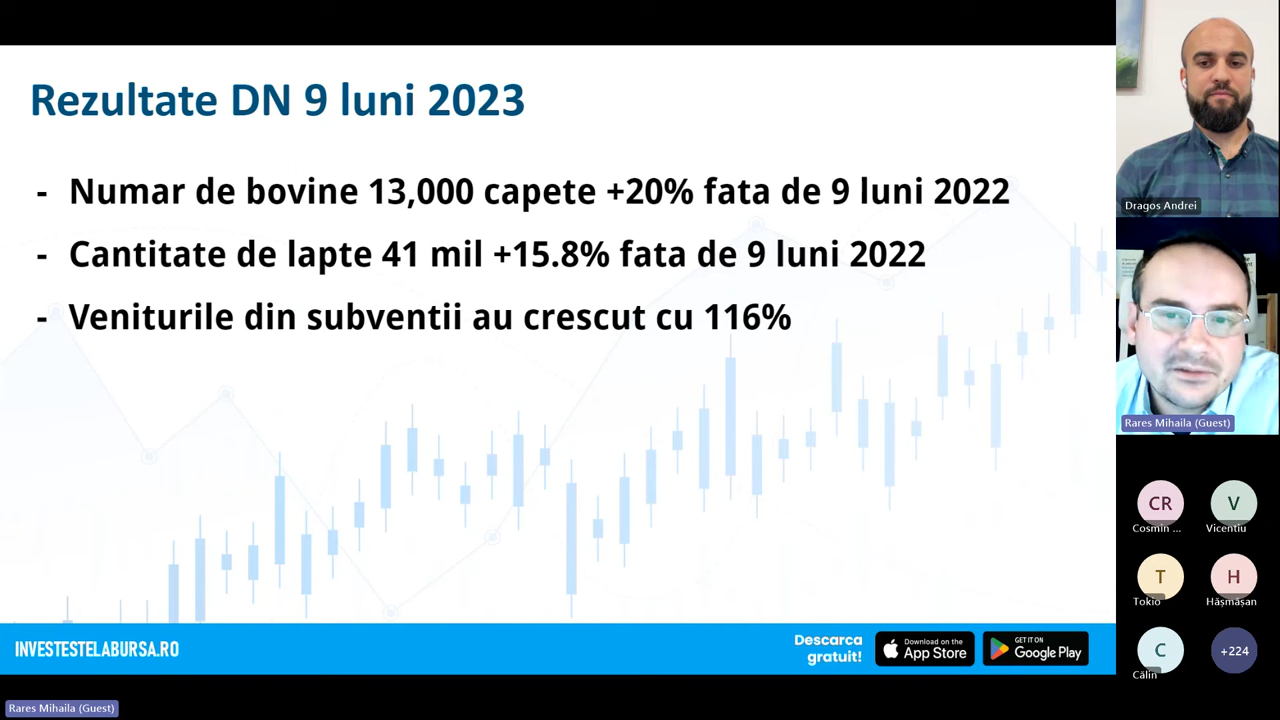 Rezultate DN 9 luni 2023
- Numar de bovine 13,000 capete +20% fata de 9 luni 2022
- Cantitate de lapte 41 mil +15.8% fata de 9 luni 2022
- Veniturile din subventii au crescut cu 116%
INVESTESTELABURSA.RO
Descarca
gratuit!
Download on the
App Store
GET IT ON
Google Play
Rares Mihaila (Guest)
Dragos Andrei
Rares Mihaila (Guest)
CR
Cosmin ...
V
Vicentiu
T
Tokio
H
Hășmășan
C
Călin
+224